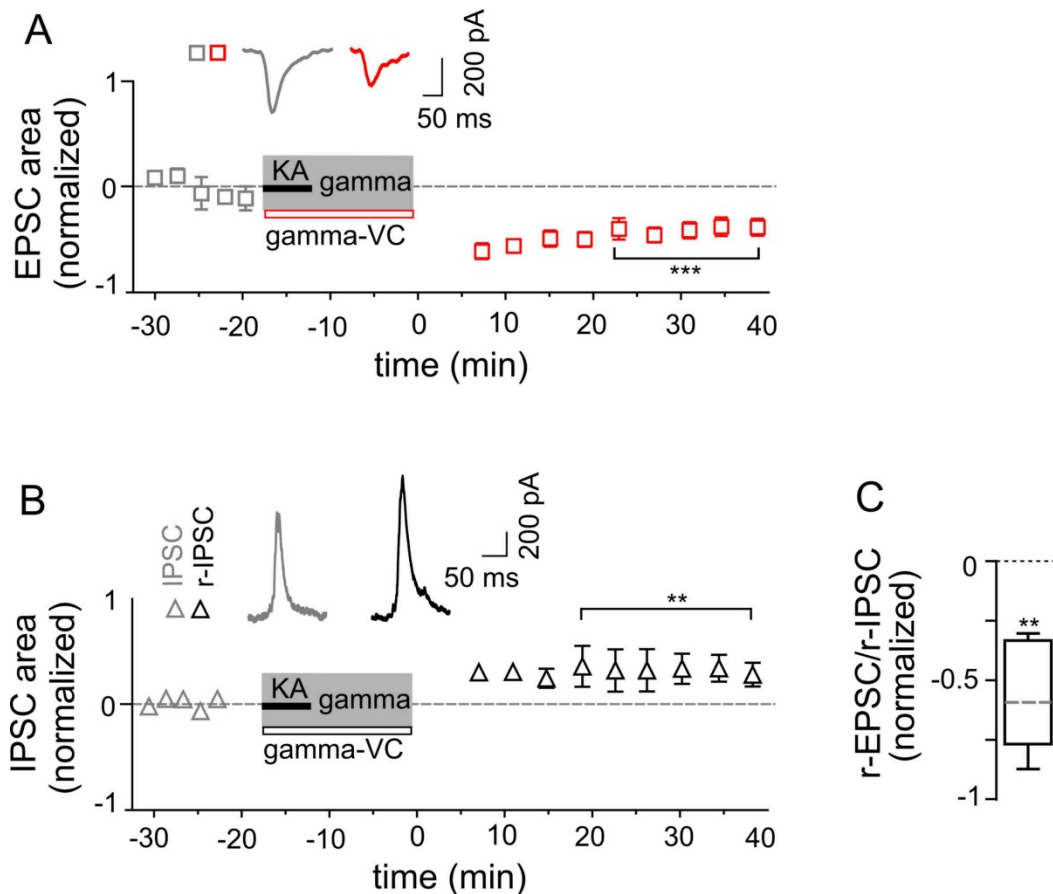 A
200 pA
50 ms
EPSC area
(normalized)
1
0
-1
KA
gamma
gamma-VC
***
-30 -20 -10 0 10 20 30 40
time (min)
B
IPSC
r-IPSC
200 pA
50 ms
IPSC area
(normalized)
1
0
-1
KA
gamma
gamma-VC
**
-30 -20 -10 0 10 20 30 40
time (min)
C
r-EPSC/r-IPSC
(normalized)
0
-0.5
-1
**